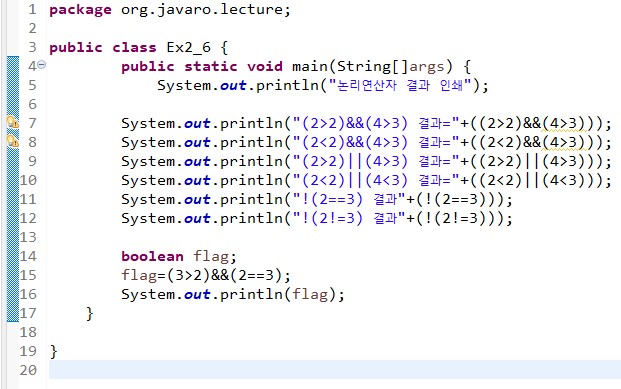 1 package org.javaro.lecture;
2
3 public class Ex2_6 {
4 public static void main(String[]args) {
5 System.out.println("논리연산자 결과 인쇄");
6
7 System.out.println("(2>2)&&(4>3) 결과="+((2>2)&&(4>3)));
8 System.out.println("(2<2)&&(4>3) 결과="+((2<2)&&(4>3)));
9 System.out.println("(2>2)||(4>3) 결과="+((2>2)||(4>3)));
10 System.out.println("(2<2)||(4<3) 결과="+((2<2)||(4<3)));
11 System.out.println("!(2==3) 결과"+(!(2==3)));
12 System.out.println("!(2!=3) 결과"+(!(2!=3)));
13
14 boolean flag;
15 flag=(3>2)&&(2==3);
16 System.out.println(flag);
17 }
18
19 }
20